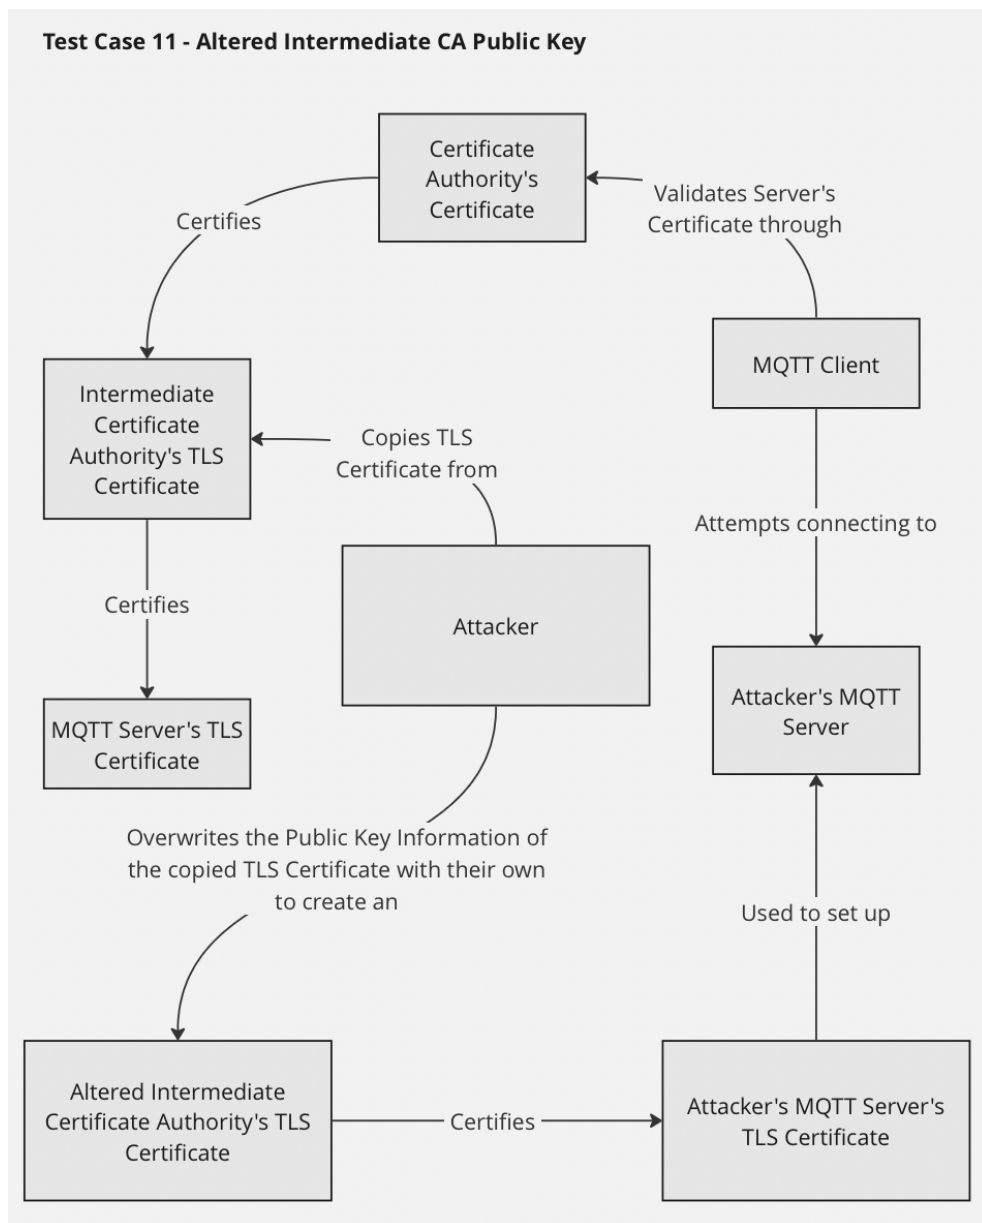 Test Case 11 - Altered Intermediate CA Public Key
Certificate
Authority's
Certificate
Validates Server's
Certificate through
Certifies
MQTT Client
Intermediate
Certificate
Authority's TLS
Certificate
Copies TLS
Certificate from
Attempts connecting to
Certifies
Attacker
Attacker's MQTT
Server
MQTT Server's TLS
Certificate
Overwrites the Public Key Information of
the copied TLS Certificate with their own
to create an
Used to set up
Altered Intermediate
Certificate Authority's TLS
Certificate
Certifies
Attacker's MQTT Server's
TLS Certificate